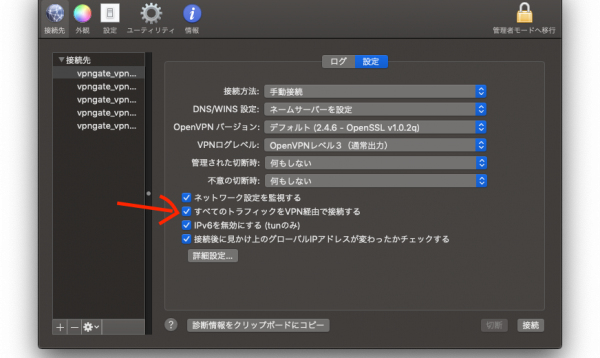 接続先 外観 設定 ユーティリティ 情報 管理者モードへ移行
ログ 設定
▼接続先
vpngate_vpn...
vpngate_vpn...
vpngate_vpn...
vpngate_vpn...
vpngate_vpn...
接続方法: 手動接続
DNS/WINS 設定: ネームサーバーを設定
OpenVPN バージョン: デフォルト (2.4.6 - OpenSSL v1.0.2q)
VPNログレベル: OpenVPNレベル3（通常出力）
管理された切断時: 何もしない
不意の切断時: 何もしない
ネットワーク設定を監視する
すべてのトラフィックをVPN経由で接続する
IPv6を無効にする (tunのみ)
接続後に見かけ上のグローバルIPアドレスが変わったかチェックする
詳細設定...
? 診断情報をクリップボードにコピー 切断 接続